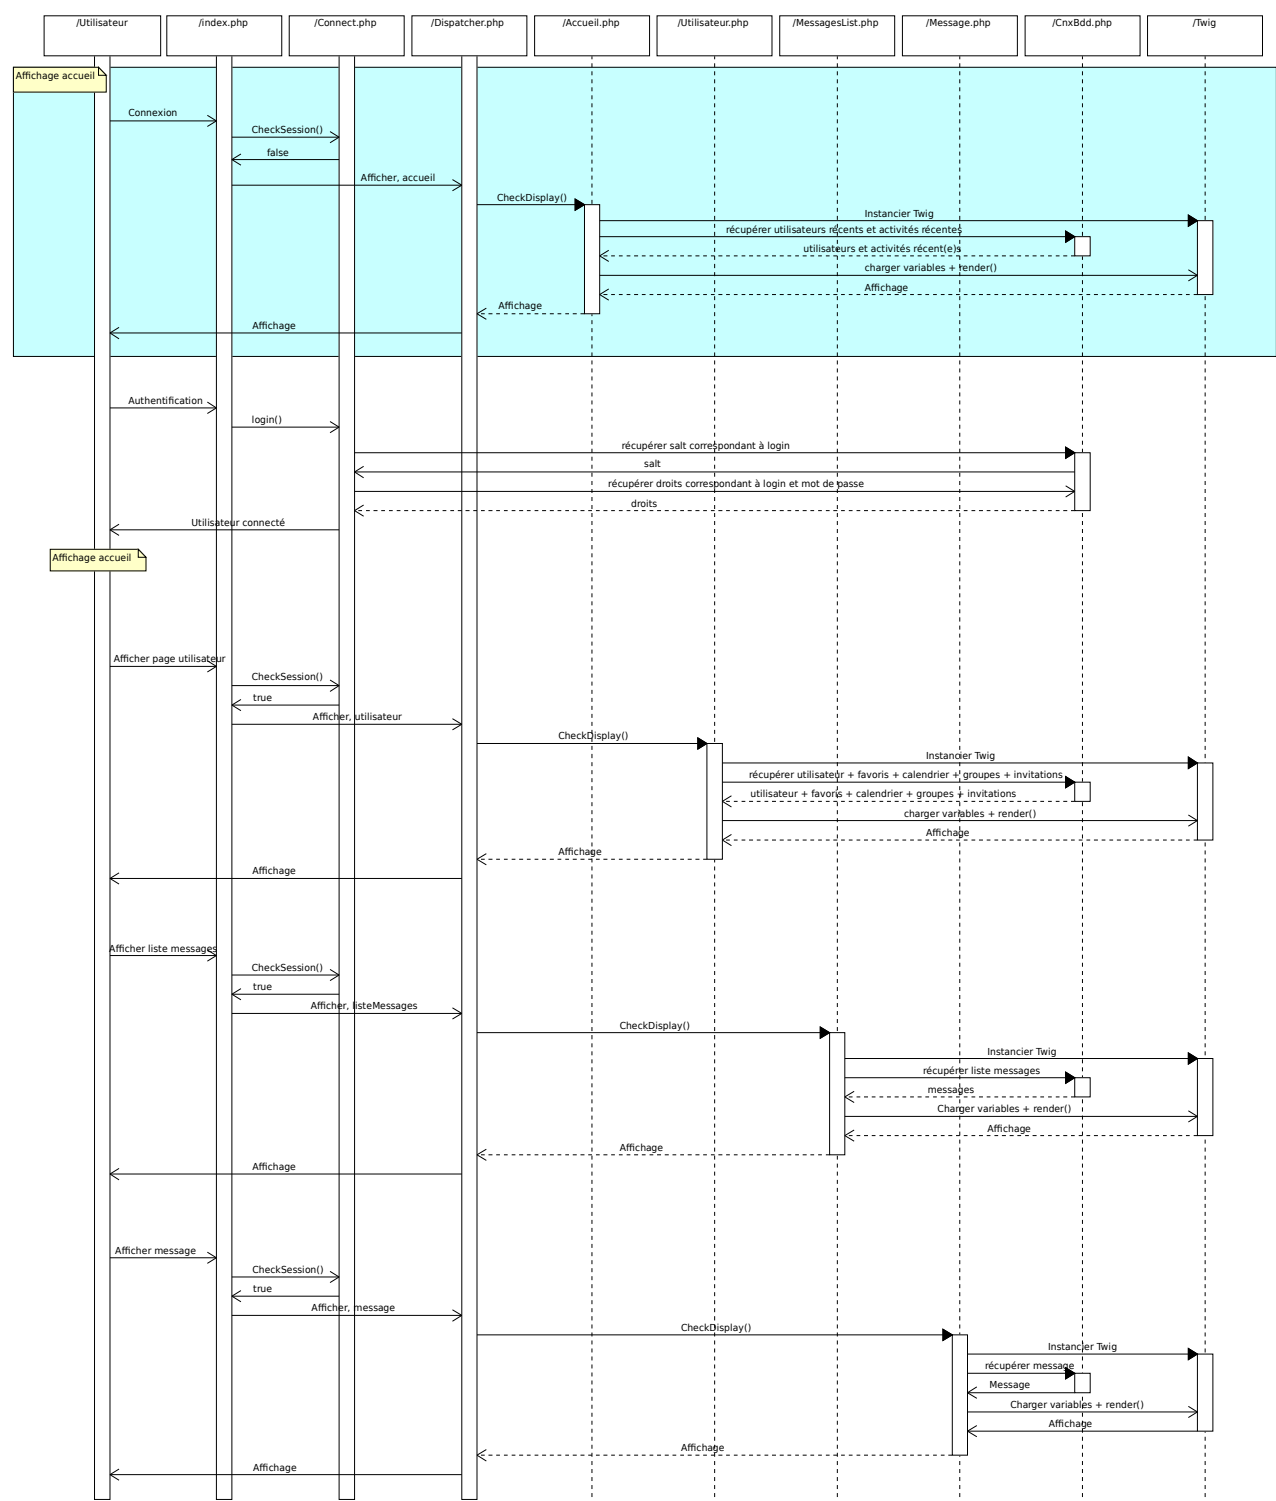 /Utilisateur
/index.php
/Connect.php
/Dispatcher.php
/Accueil.php
/Utilisateur.php
/MessagesList.php
/Message.php
/CnxBdd.php
/Twig
Affichage accueil
Connexion
CheckSession()
false
Afficher, accueil
CheckDisplay()
Instancier Twig
récupérer utilisateurs récents et activités récentes
utilisateurs et activités récent(e)s
charger variables + render()
Affichage
Affichage
Affichage
Authentification
login()
récupérer salt correspondant à login
salt
récupérer droits correspondant à login et mot de passe
droits
Utilisateur connecté
Affichage accueil
Afficher page utilisateur
CheckSession()
true
Afficher, utilisateur
CheckDisplay()
Instancier Twig
récupérer utilisateur + favoris + calendrier + groupes + invitations
utilisateur + favoris + calendrier + groupes + invitations
charger variables + render()
Affichage
Affichage
Affichage
Afficher liste messages
CheckSession()
true
Afficher, listeMessages
CheckDisplay()
Instancier Twig
récupérer liste messages
messages
Charger variables + render()
Affichage
Affichage
Affichage
Afficher message
CheckSession()
true
Afficher, message
CheckDisplay()
Instancier Twig
récupérer message
Message
Charger variables + render()
Affichage
Affichage
Affichage